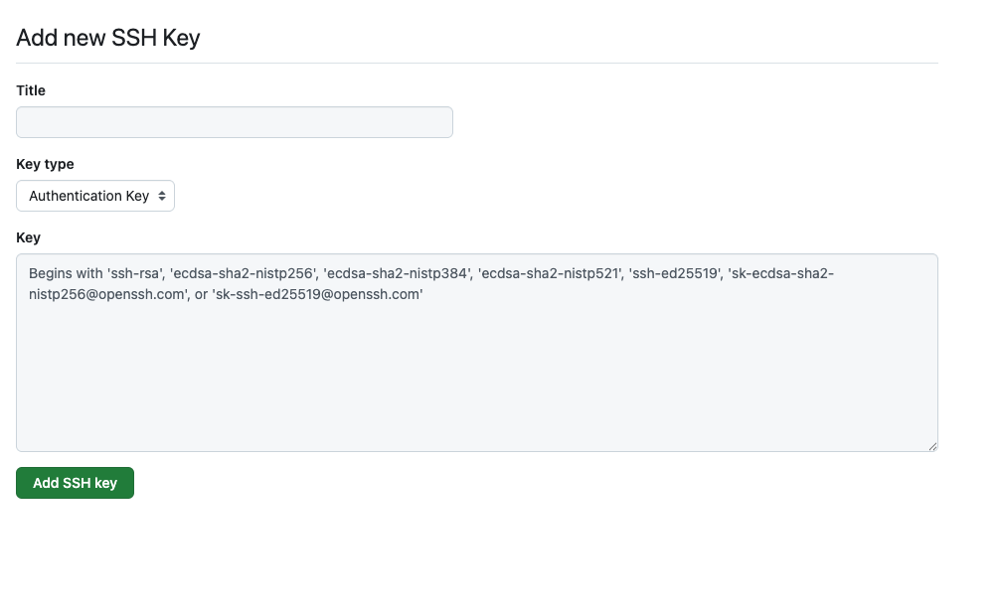 Add new SSH Key
Title
Key type
Authentication Key
Key
Begins with 'ssh-rsa', 'ecdsa-sha2-nistp256', 'ecdsa-sha2-nistp384', 'ecdsa-sha2-nistp521', 'ssh-ed25519', 'sk-ecdsa-sha2-
nistp256@openssh.com', or 'sk-ssh-ed25519@openssh.com'
Add SSH key